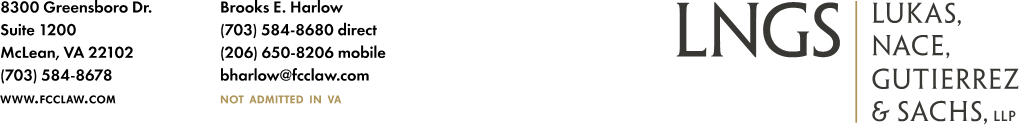 8300 Greensboro Dr.
Suite 1200
McLean, VA 22102
(703) 584-8678
WWW.FCCLAW.COM
Brooks E. Harlow
(703) 584-8680 direct
(206) 650-8206 mobile
bharlow@fcclaw.com
NOT ADMITTED IN VA
LNGS
LUKAS,
NACE,
GUTIERREZ
& SACHS, LLP